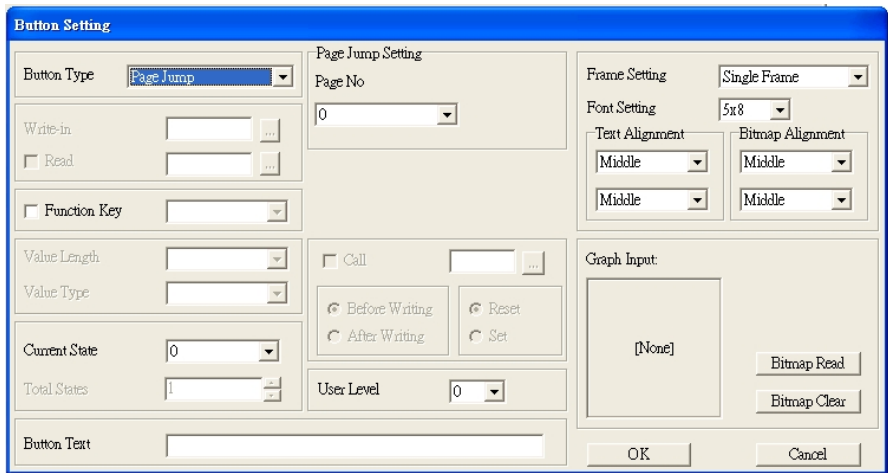 Button Setting
Button Type
Page Jump
Write-in
...
Read
...
Function Key
Value Length
Value Type
Current State
0
Total States
1
Button Text
Page Jump Setting
Page No
0
Call
...
Before Writing
After Writing
Reset
Set
User Level
0
Frame Setting
Single Frame
Font Setting
5x8
Text Alignment
Middle
Middle
Bitmap Alignment
Middle
Middle
Graph Input:
[None]
Bitmap Read
Bitmap Clear
OK
Cancel